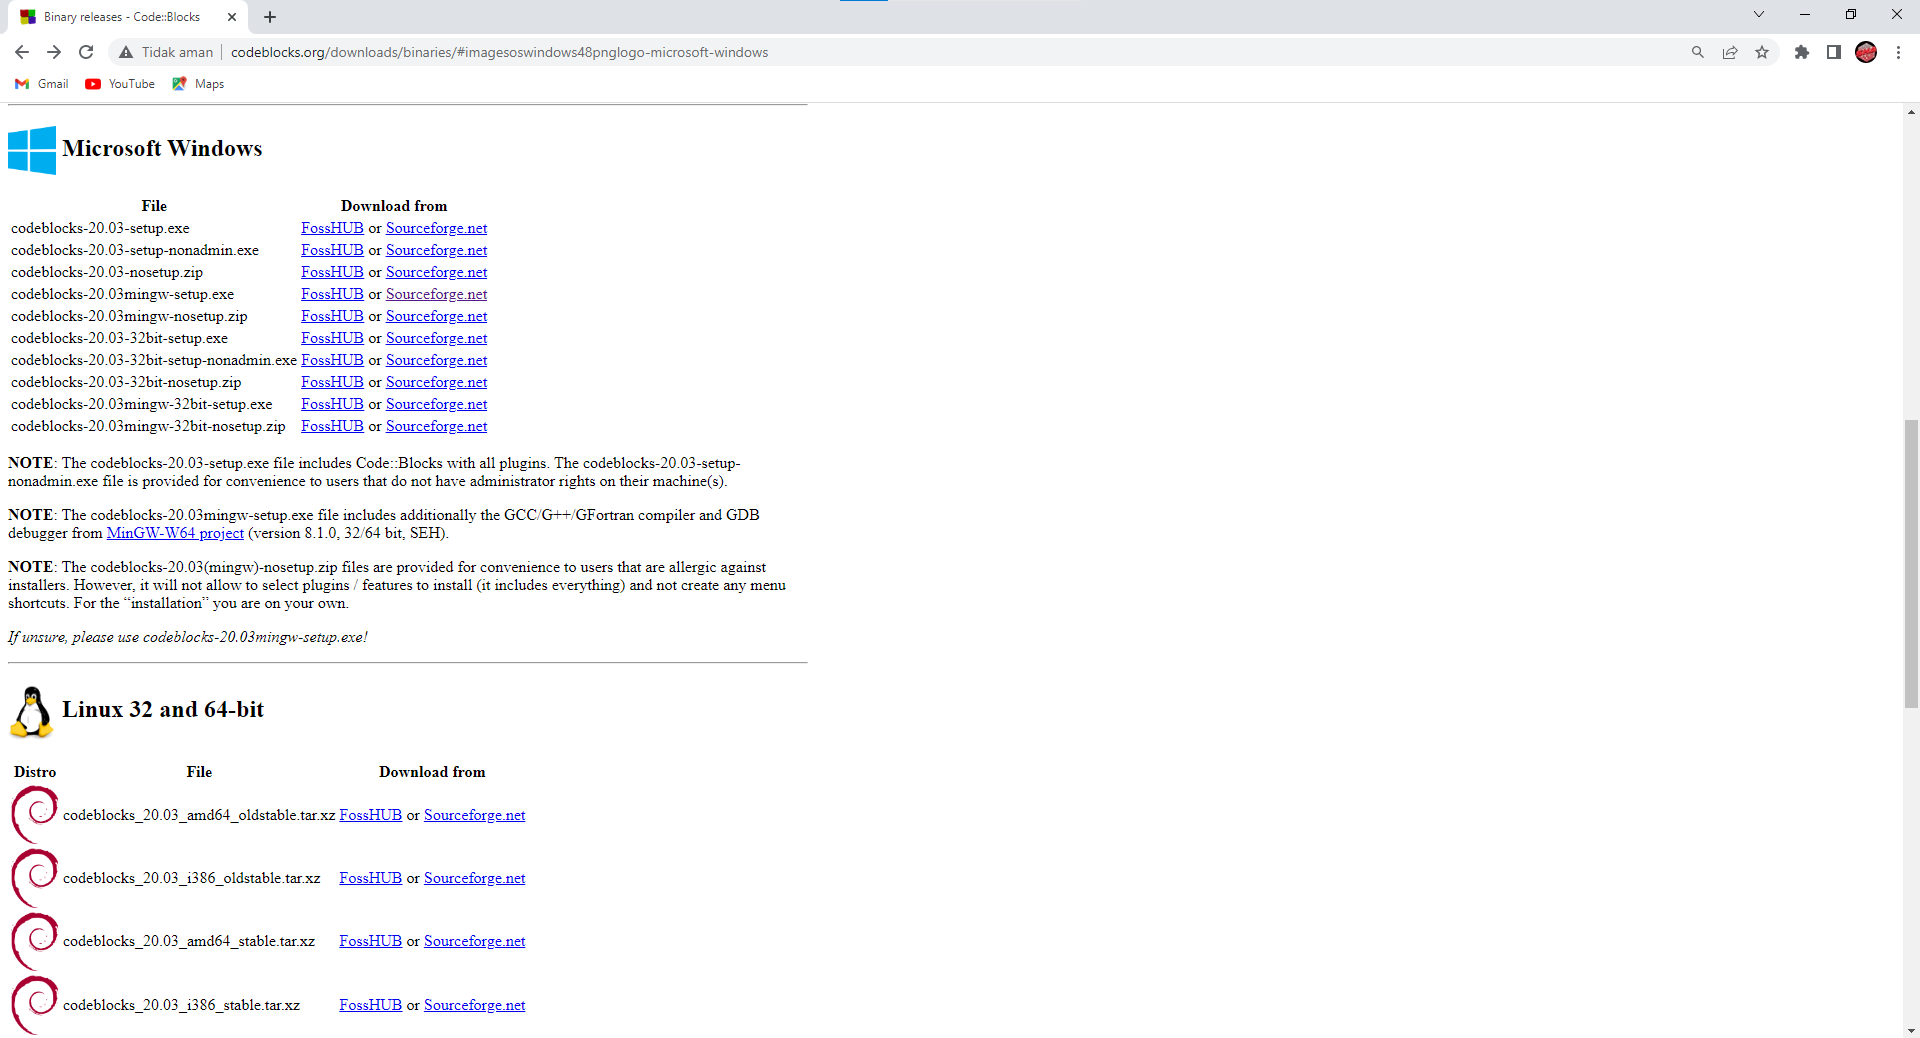 Binary releases - Code::Blocks
Tidak aman
codeblocks.org/downloads/binaries/#imagesoswindows48pnglogo-microsoft-windows
Gmail YouTube Maps
Microsoft Windows
File Download from
codeblocks-20.03-setup.exe FossHUB or Sourceforge.net
codeblocks-20.03-setup-nonadmin.exe FossHUB or Sourceforge.net
codeblocks-20.03-nosetup.zip FossHUB or Sourceforge.net
codeblocks-20.03mingw-setup.exe FossHUB or Sourceforge.net
codeblocks-20.03mingw-nosetup.zip FossHUB or Sourceforge.net
codeblocks-20.03-32bit-setup.exe FossHUB or Sourceforge.net
codeblocks-20.03-32bit-setup-nonadmin.exe FossHUB or Sourceforge.net
codeblocks-20.03-32bit-nosetup.zip FossHUB or Sourceforge.net
codeblocks-20.03mingw-32bit-setup.exe FossHUB or Sourceforge.net
codeblocks-20.03mingw-32bit-nosetup.zip FossHUB or Sourceforge.net
NOTE: The codeblocks-20.03-setup.exe file includes Code::Blocks with all plugins. The codeblocks-20.03-setup-
nonadmin.exe file is provided for convenience to users that do not have administrator rights on their machine(s).
NOTE: The codeblocks-20.03mingw-setup.exe file includes additionally the GCC/G++/GFortran compiler and GDB
debugger from MinGW-W64 project (version 8.1.0, 32/64 bit, SEH).
NOTE: The codeblocks-20.03(mingw)-nosetup.zip files are provided for convenience to users that are allergic against
installers. However, it will not allow to select plugins / features to install (it includes everything) and not create any menu
shortcuts. For the “installation” you are on your own.
If unsure, please use codeblocks-20.03mingw-setup.exe!
Linux 32 and 64-bit
Distro File Download from
codeblocks_20.03_amd64_oldstable.tar.xz FossHUB or Sourceforge.net
codeblocks_20.03_i386_oldstable.tar.xz FossHUB or Sourceforge.net
codeblocks_20.03_amd64_stable.tar.xz FossHUB or Sourceforge.net
codeblocks_20.03_i386_stable.tar.xz FossHUB or Sourceforge.net